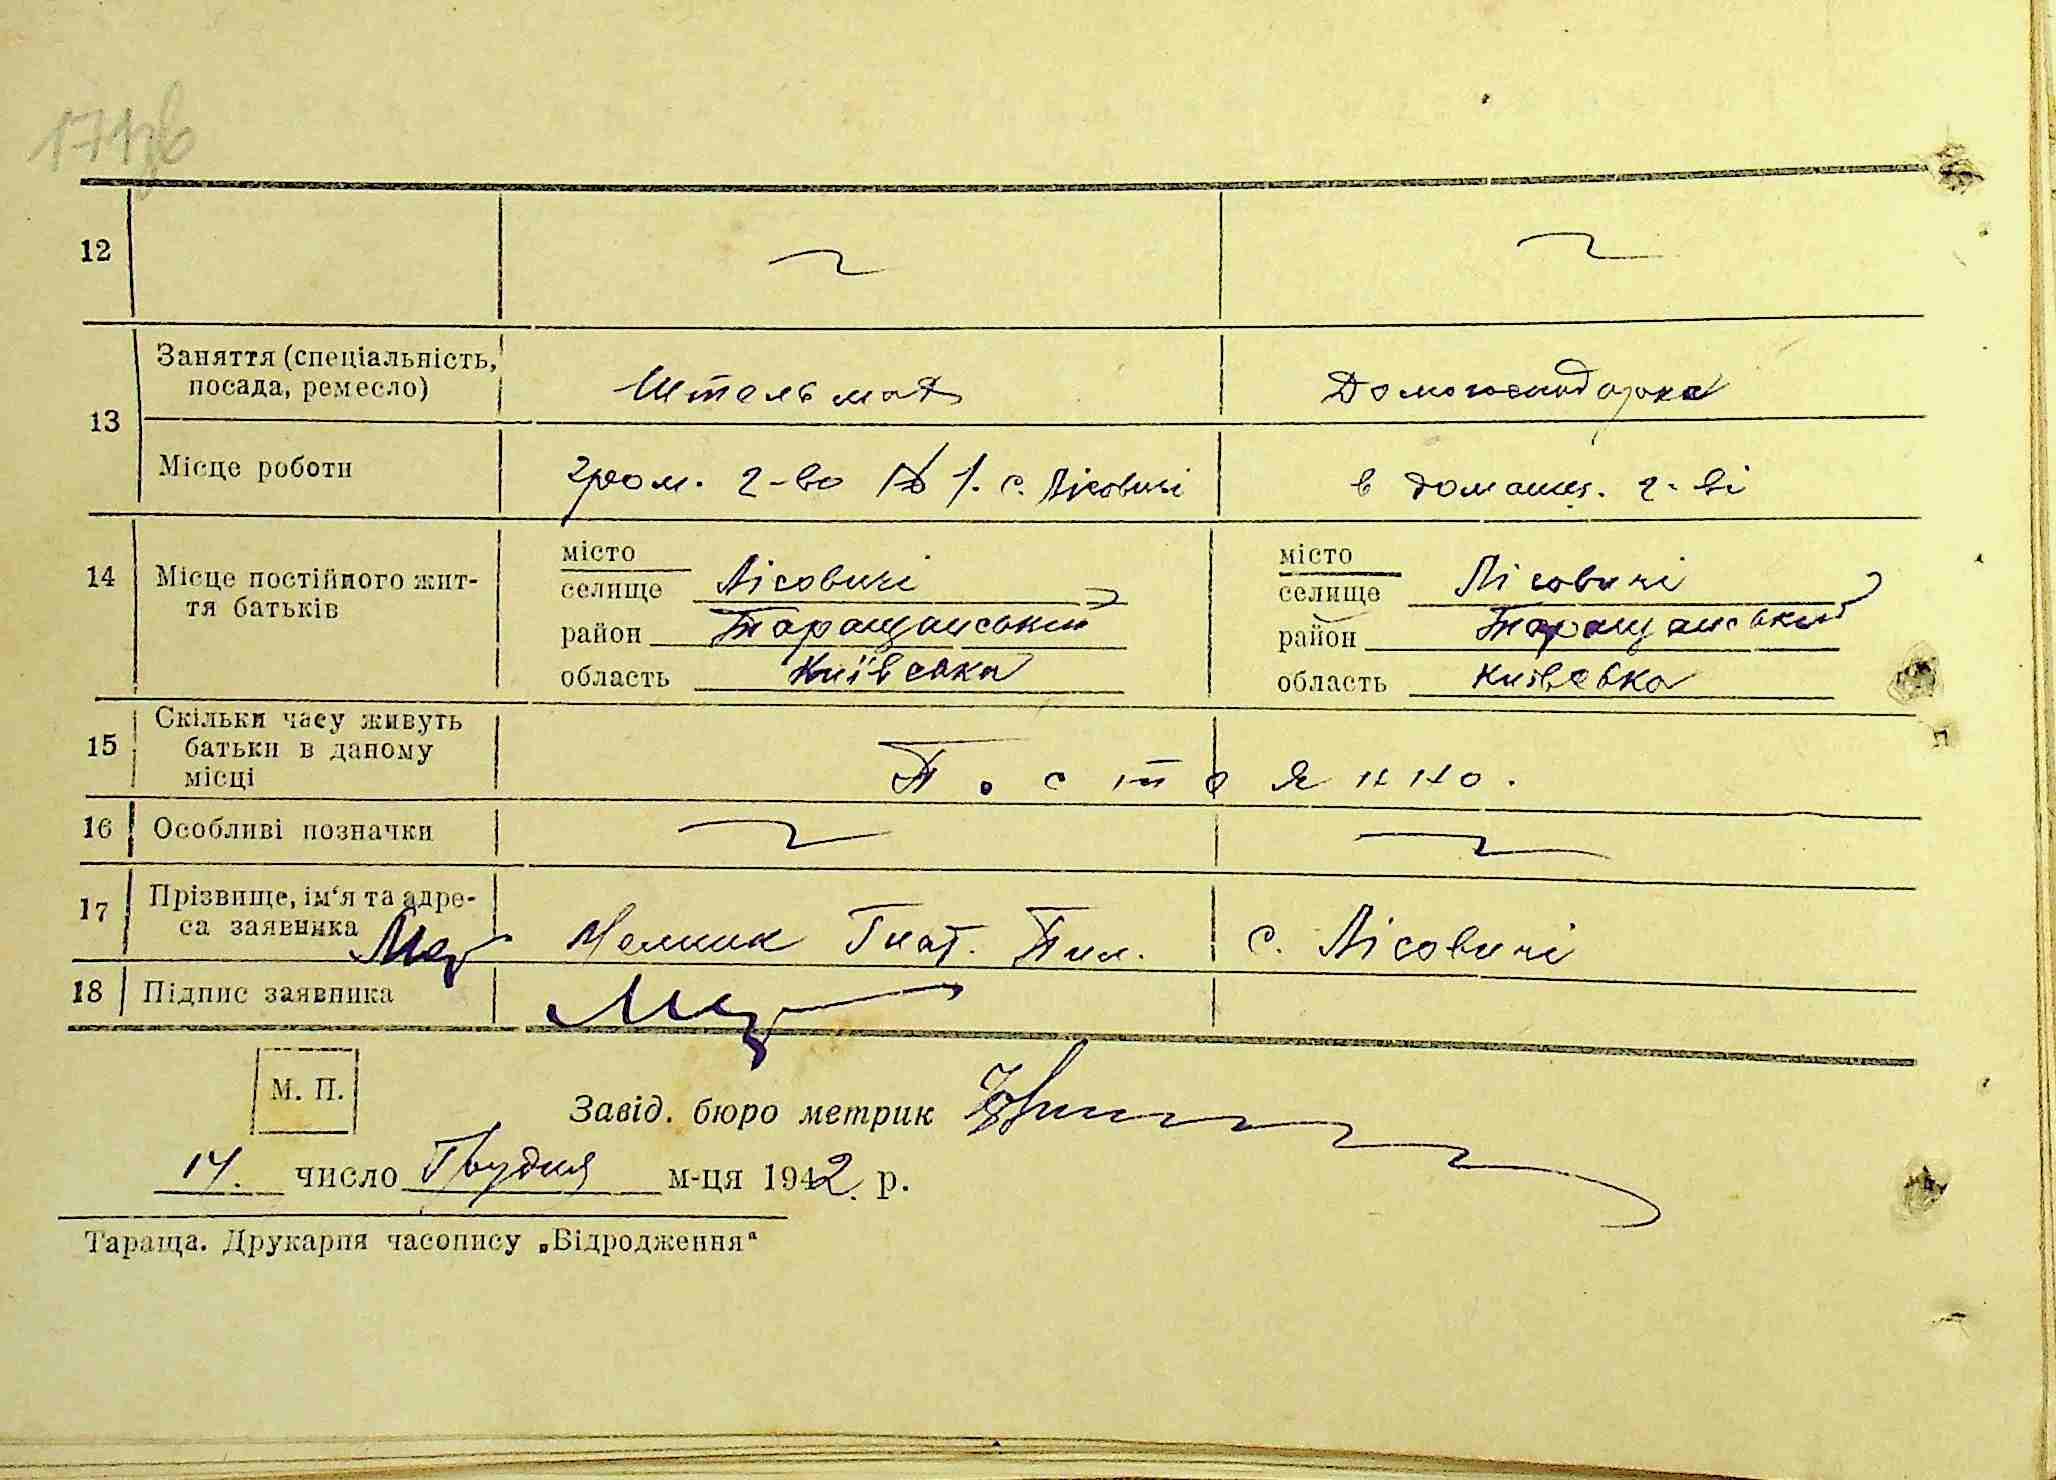 12
13 Заняття (спеціальність, посада, ремесло) Штельмах Домогосподарка
Місце роботи гром. г-во № 1. с. Лісовичі в домашн. г-ві
14 Місце постійного життя батьків
місто
селище Лісовичі
район Таращанський
область Київська
місто
селище Лісовичі
район Таращанський
область Київська
15 Скільки часу живуть батьки в даному місці Постоянно.
16 Особливі позначки
17 Прізвище, ім'я та адреса заявника Мелник Гнат. Пил. с. Лісовичі
18 Підпис заявника
М. П.
Завід. бюро метрик
14. число Грудня м-ця 1942. р.
Тараща. Друкарня часопису „Відродження"